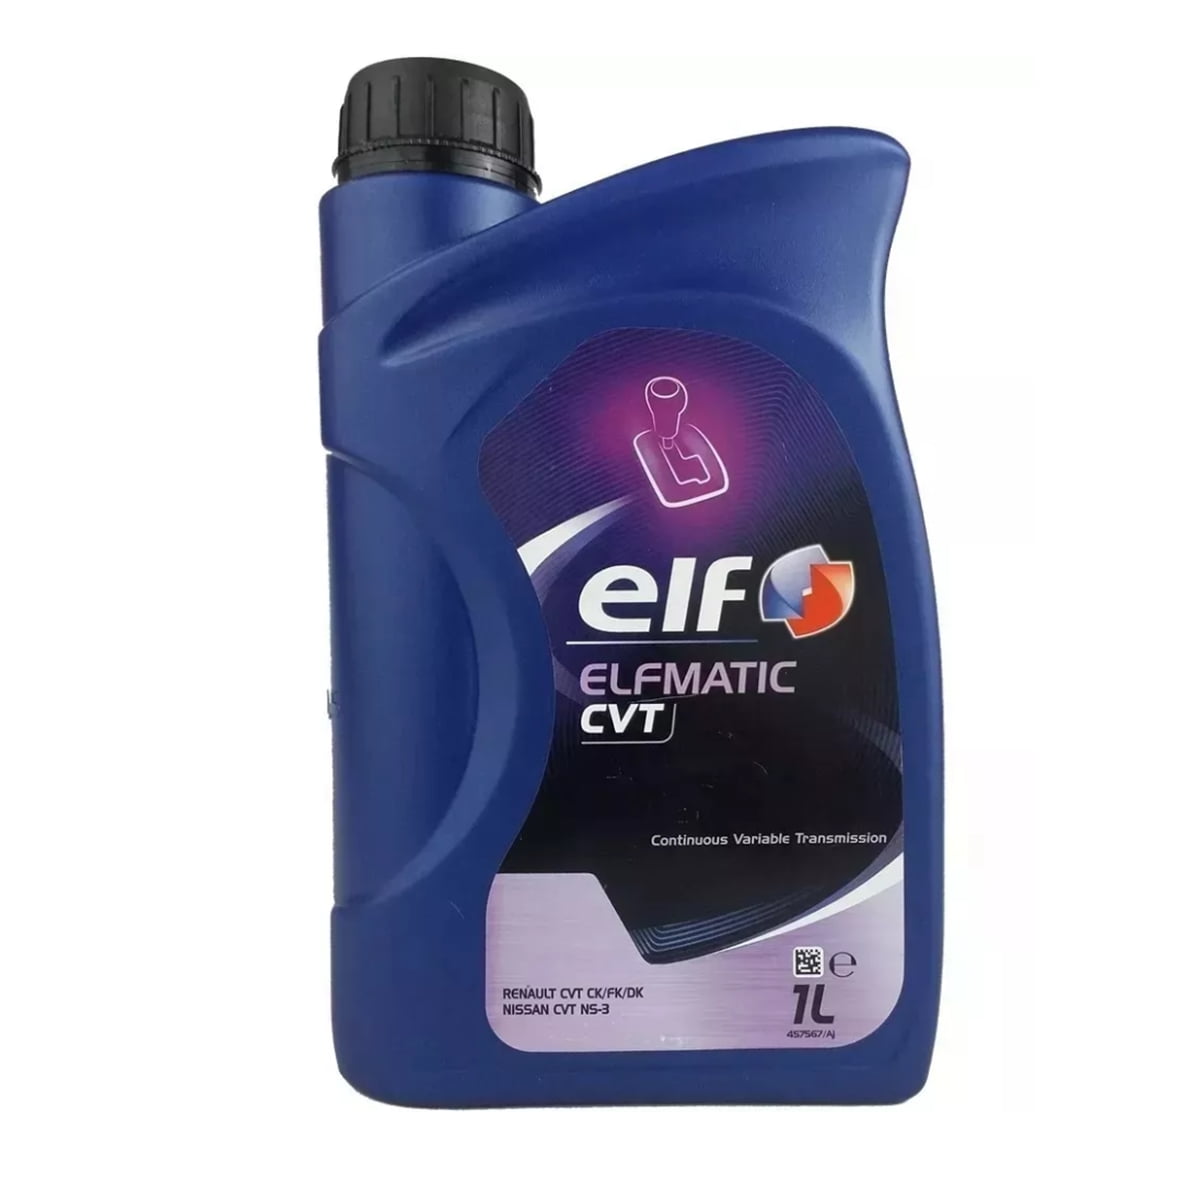 elf
ELFMATIC
CVT
Continuous Variable Transmission
RENAULT CVT CK/FK/DK
NISSAN CVT NS-3
e
1L
457567/Aj